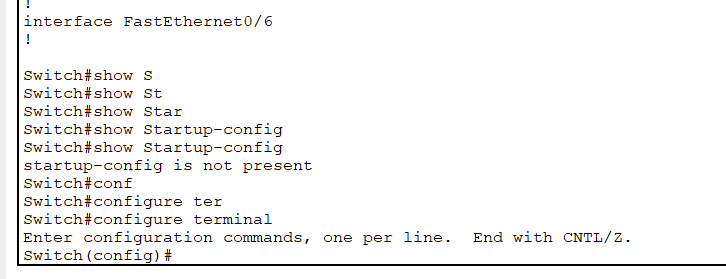 !
interface FastEthernet0/6
!
Switch#show S
Switch#show St
Switch#show Star
Switch#show Startup-config
Switch#show Startup-config
startup-config is not present
Switch#conf
Switch#configure ter
Switch#configure terminal
Enter configuration commands, one per line.  End with CNTL/Z.
Switch(config)#